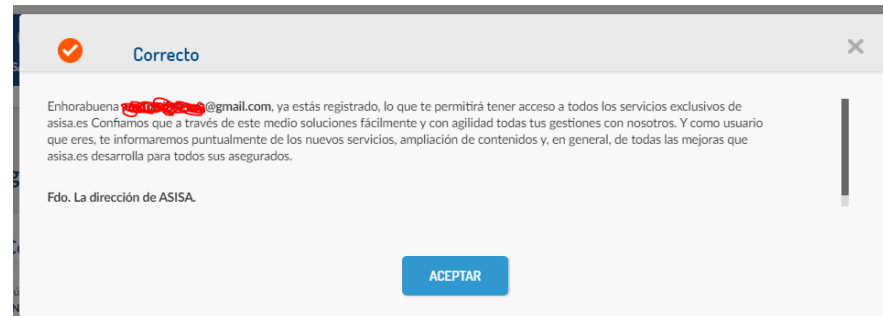 Correcto
Enhorabuena @gmail.com, ya estás registrado, lo que te permitirá tener acceso a todos los servicios exclusivos de
asisa.es Confiamos que a través de este medio soluciones fácilmente y con agilidad todas tus gestiones con nosotros. Y como usuario
que eres, te informaremos puntualmente de los nuevos servicios, ampliación de contenidos y, en general, de todas las mejoras que
asisa.es desarrolla para todos sus asegurados.
Fdo. La dirección de ASISA.
ACEPTAR